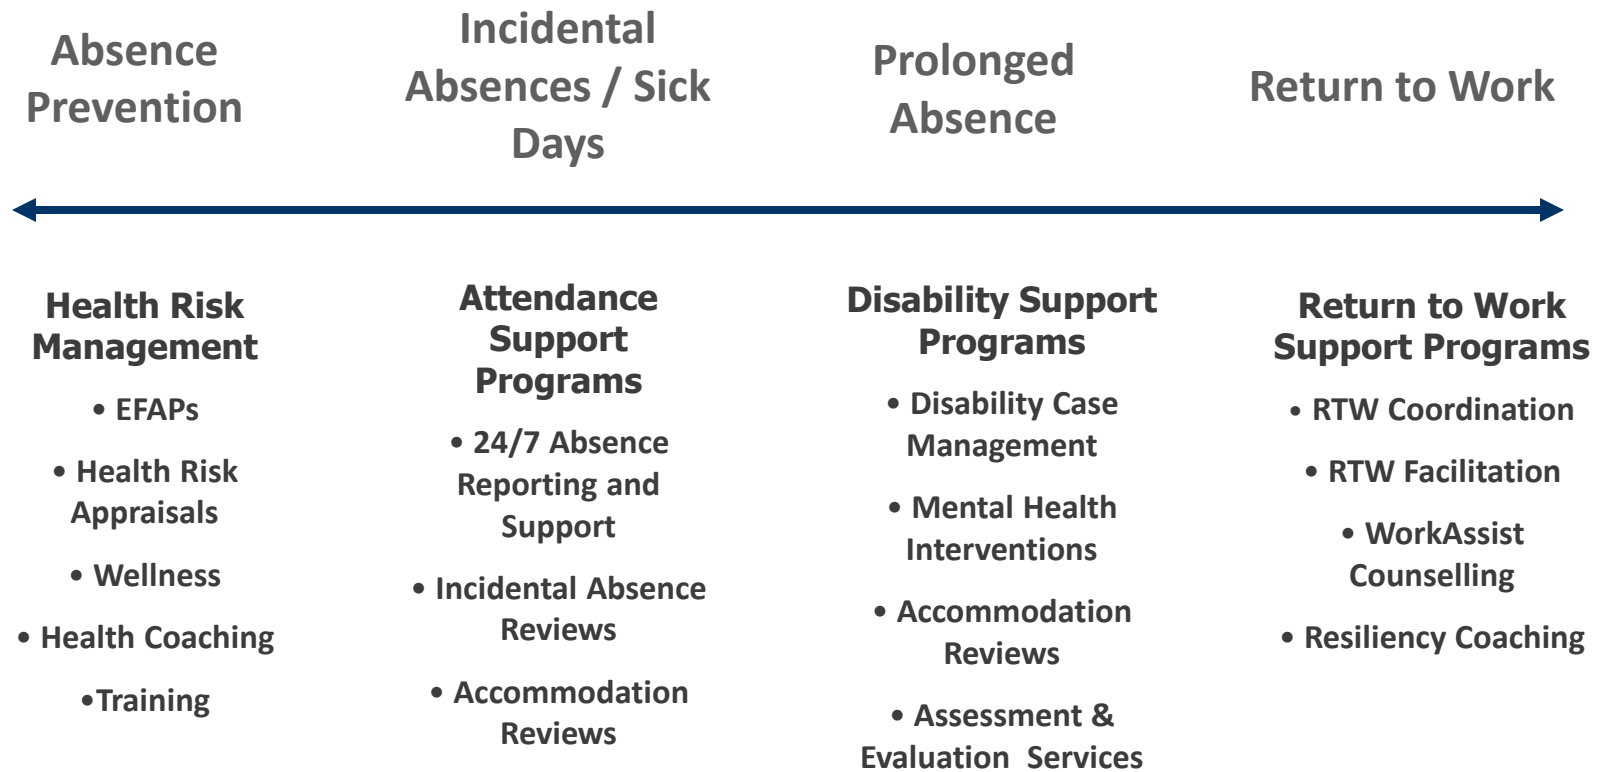 Absence
Prevention
Incidental
Absences / Sick
Days
Prolonged
Absence
Return to Work
Health Risk
Management
• EFAPs
• Health Risk
Appraisals
• Wellness
• Health Coaching
•Training
Attendance
Support
Programs
• 24/7 Absence
Reporting and
Support
• Incidental Absence
Reviews
• Accommodation
Reviews
Disability Support
Programs
• Disability Case
Management
• Mental Health
Interventions
• Accommodation
Reviews
• Assessment &
Evaluation  Services
Return to Work
Support Programs
• RTW Coordination
• RTW Facilitation
• WorkAssist
Counselling
• Resiliency Coaching